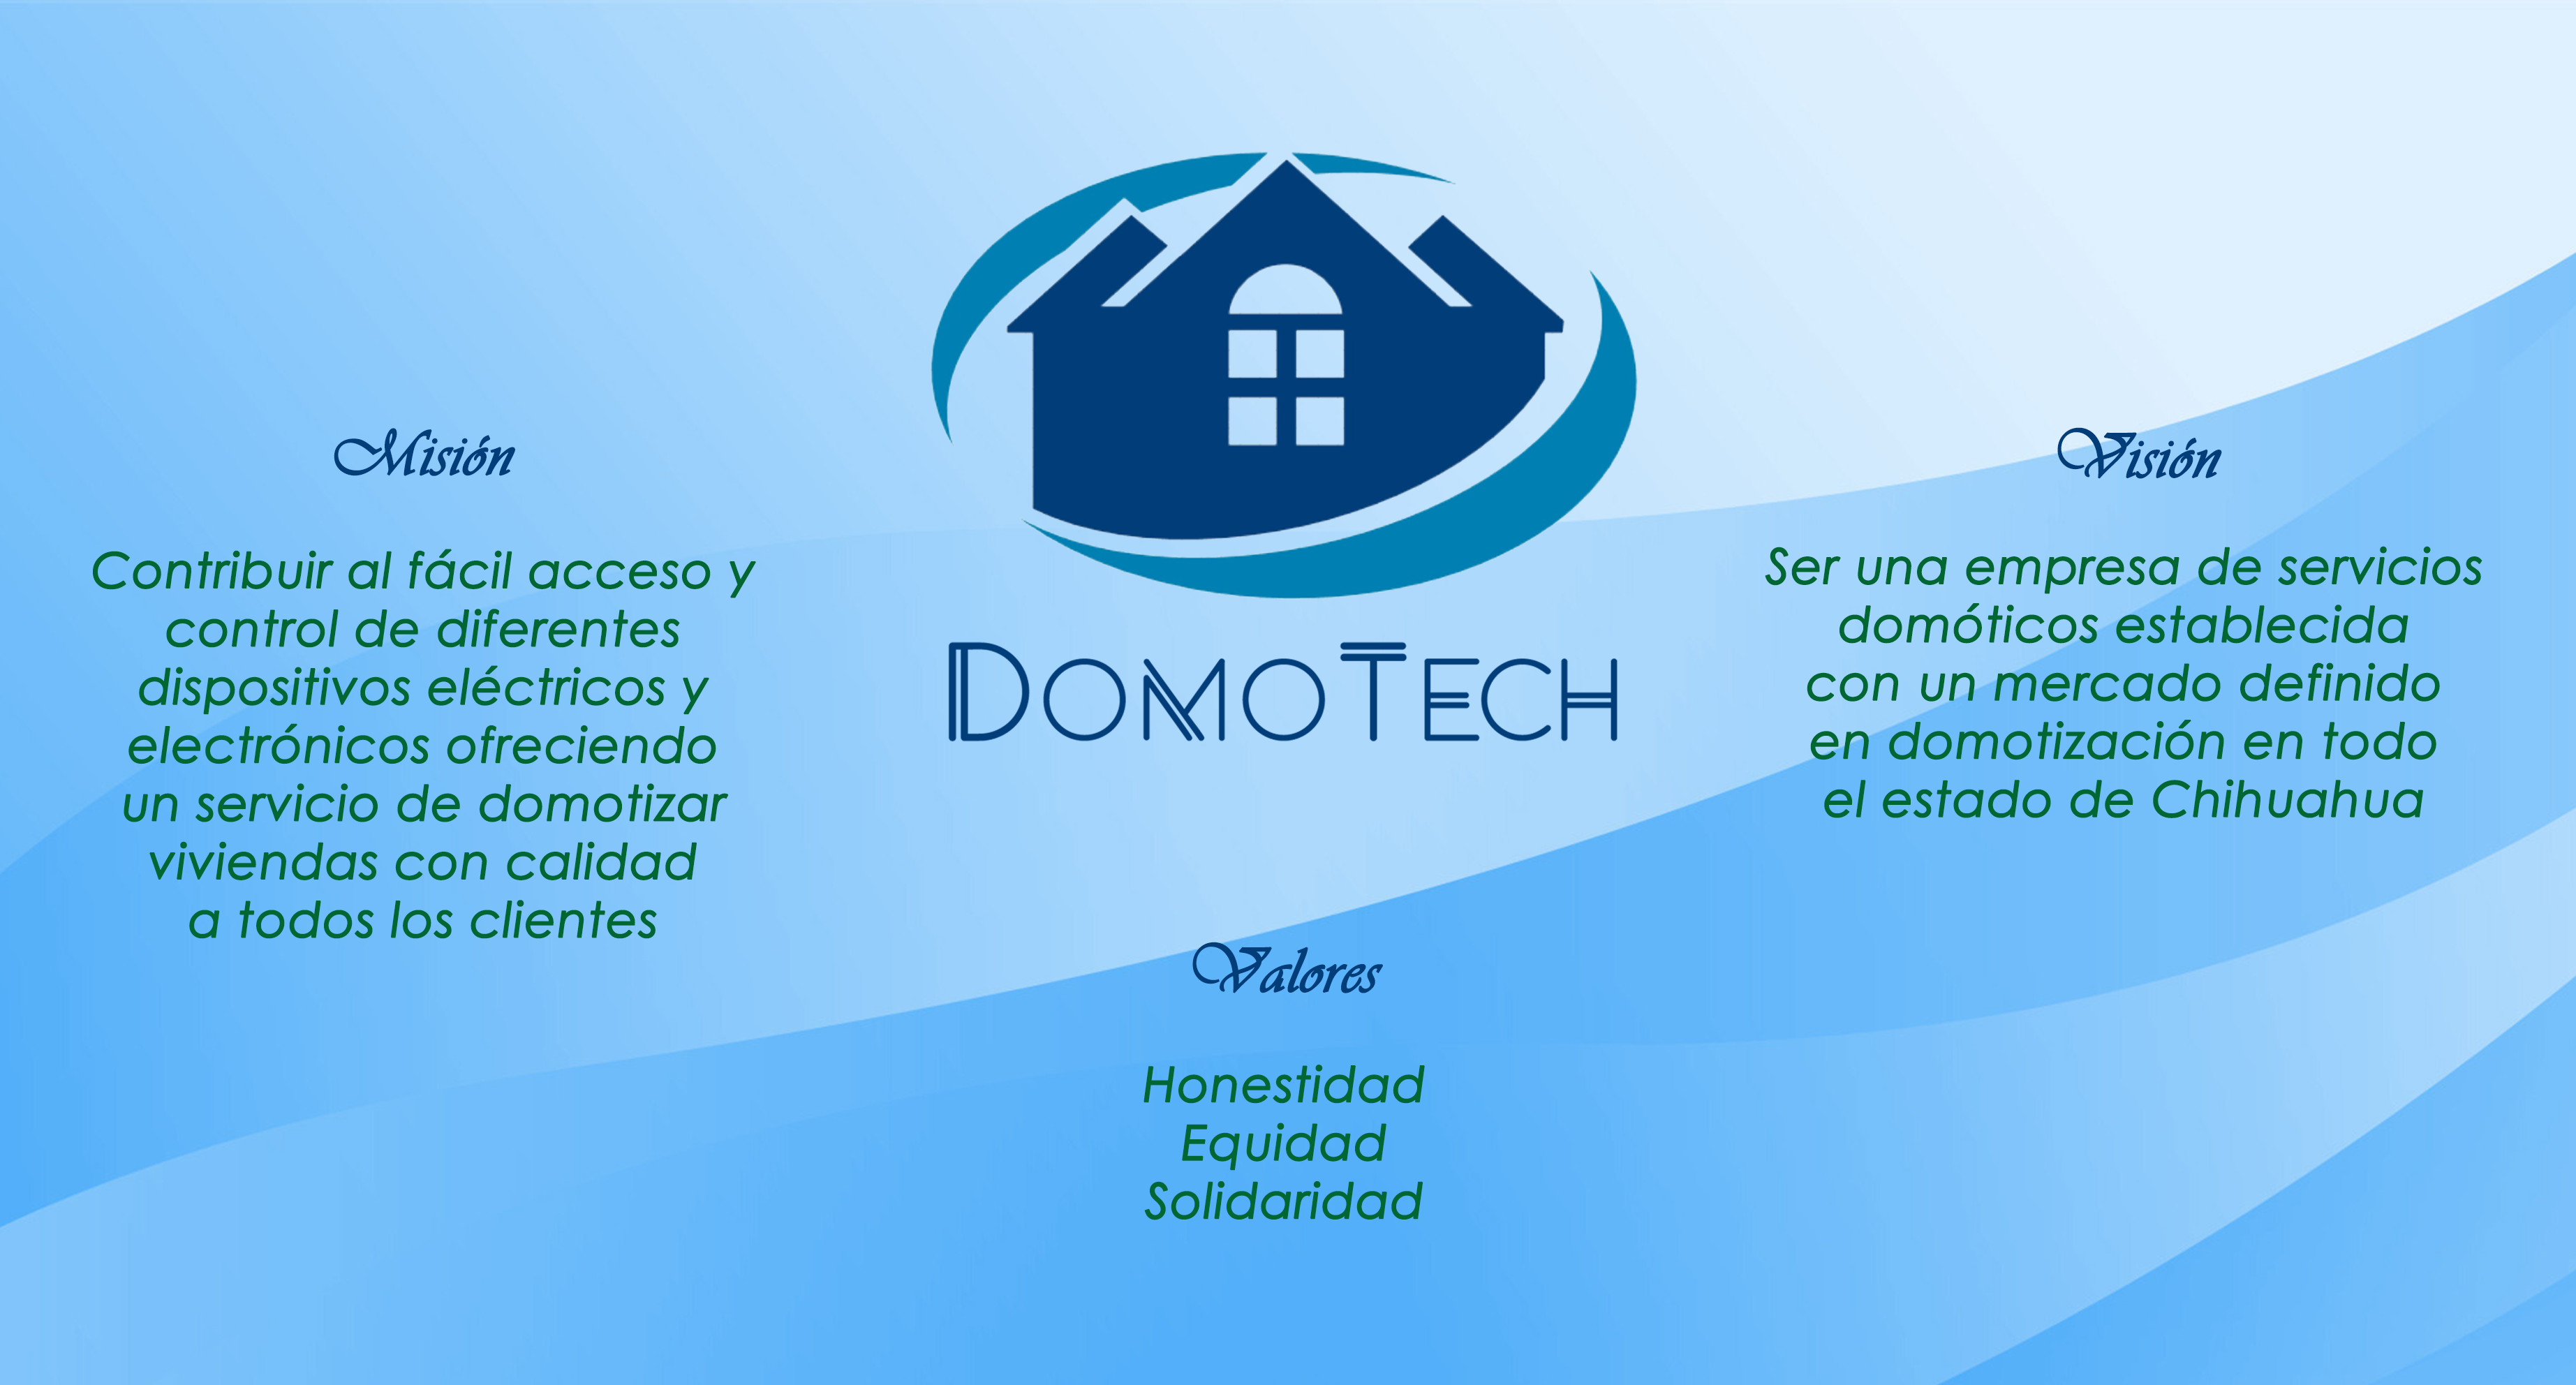 Misión
Contribuir al fácil acceso y
control de diferentes
dispositivos eléctricos y
electrónicos ofreciendo
un servicio de domotizar
viviendas con calidad
a todos los clientes
DOMOTECH
Visión
Ser una empresa de servicios
domóticos establecida
con un mercado definido
en domotización en todo
el estado de Chihuahua
Valores
Honestidad
Equidad
Solidaridad